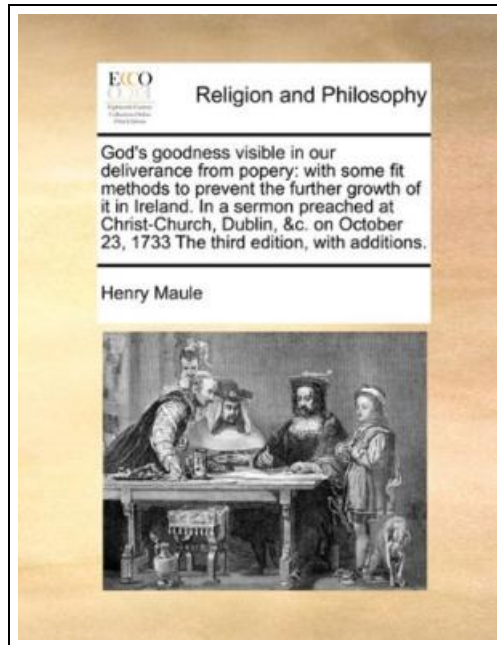 ECCO
Religion and Philosophy
God's goodness visible in our
deliverance from popery: with some fit
methods to prevent the further growth of
it in Ireland. In a sermon preached at
Christ-Church, Dublin, &c. on October
23, 1733 The third edition, with additions.
Henry Maule